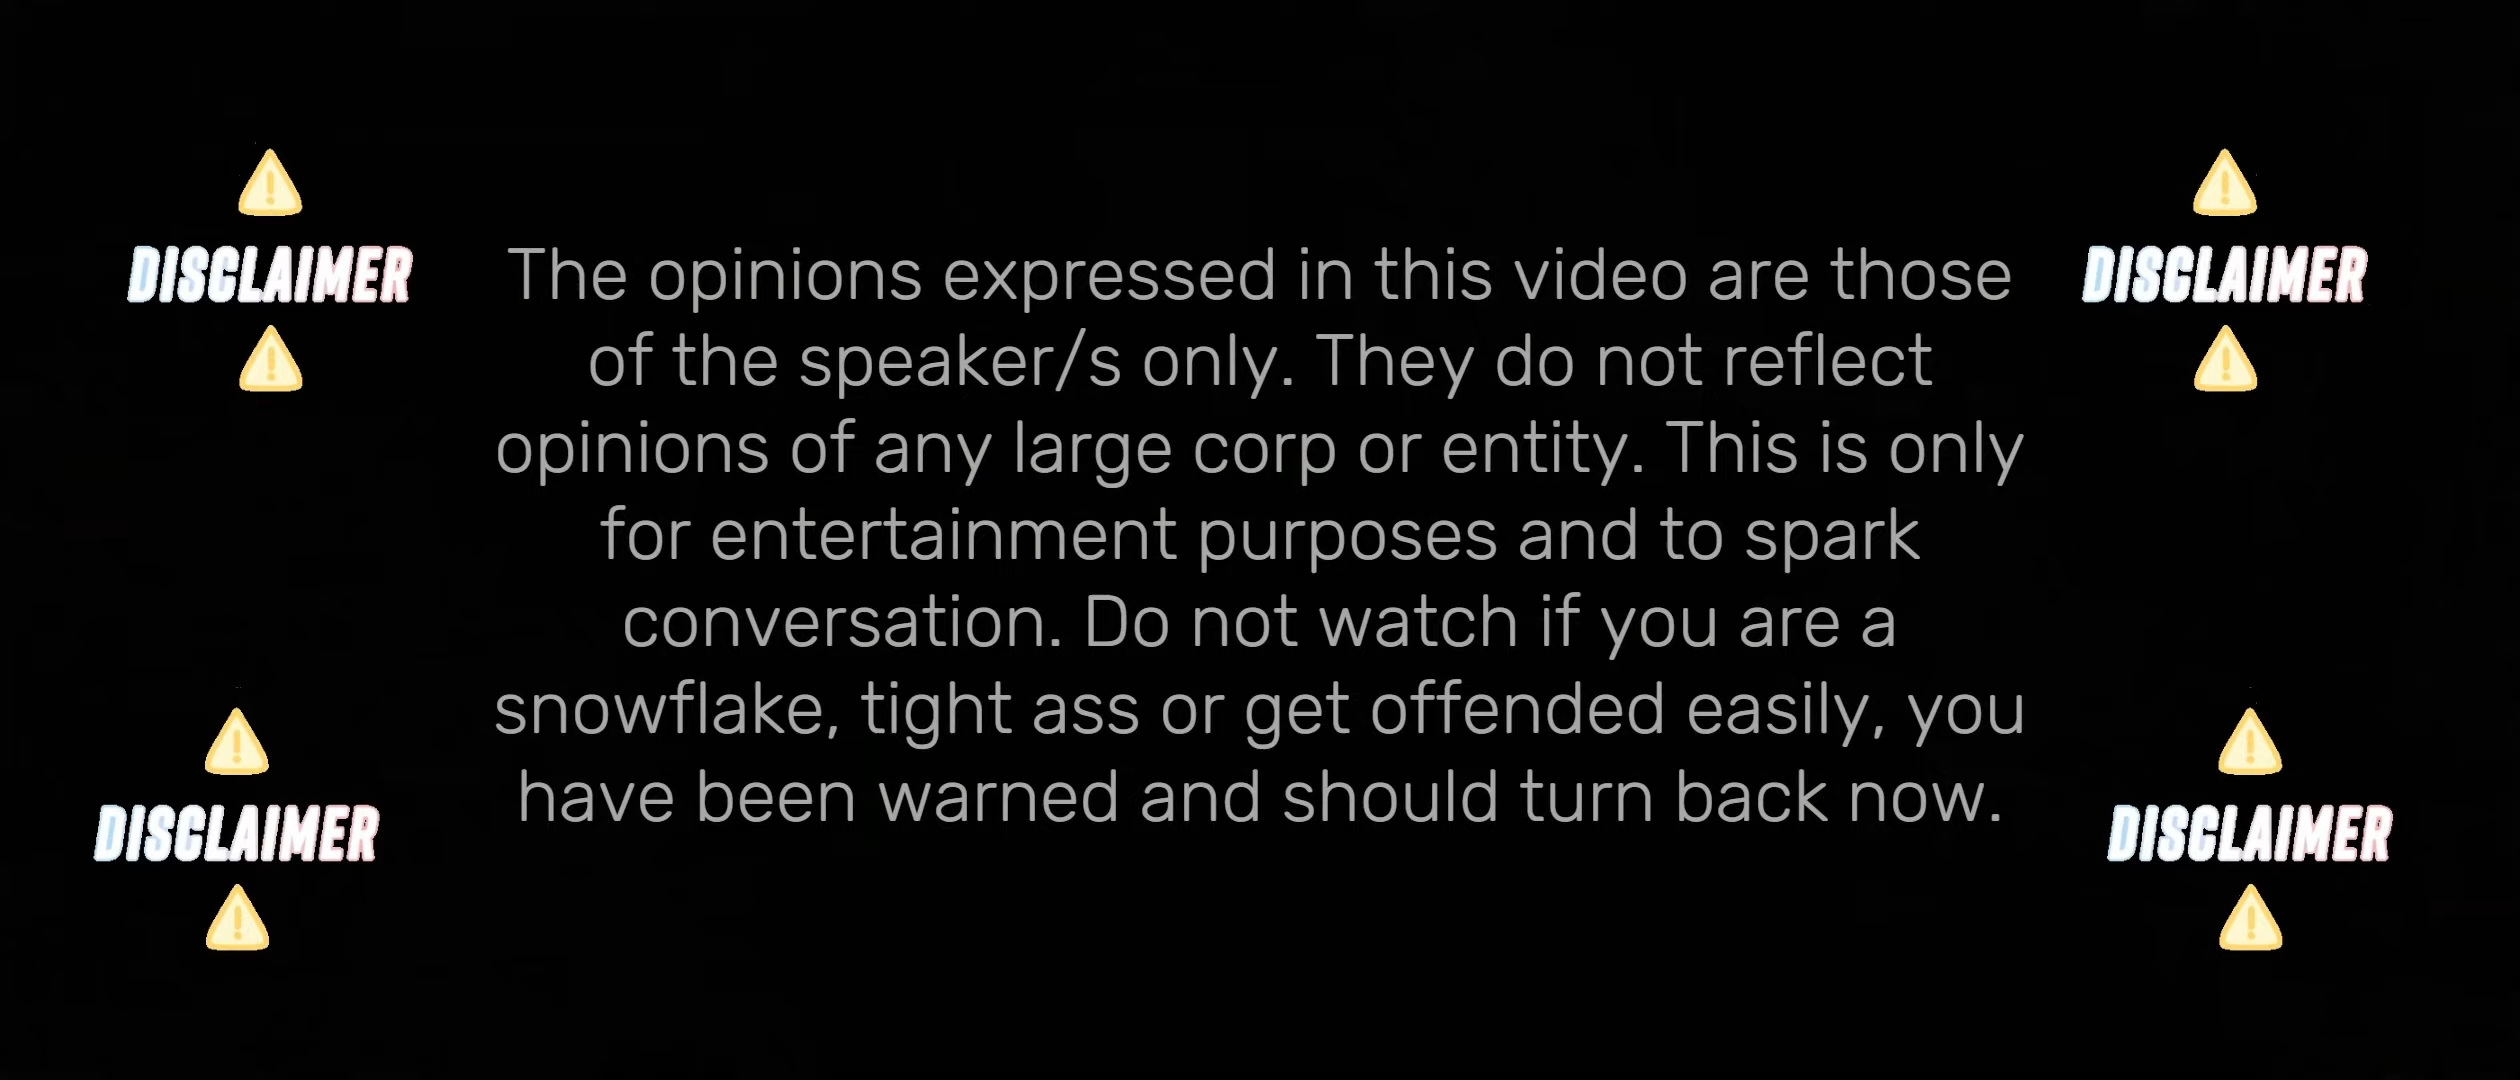 DISCLAIMER
DISCLAIMER
The opinions expressed in this video are those
of the speaker/s only. They do not reflect
opinions of any large corp or entity. This is only
for entertainment purposes and to spark
conversation. Do not watch if you are a
snowflake, tight ass or get offended easily, you
have been warned and should turn back now.
DISCLAIMER
DISCLAIMER